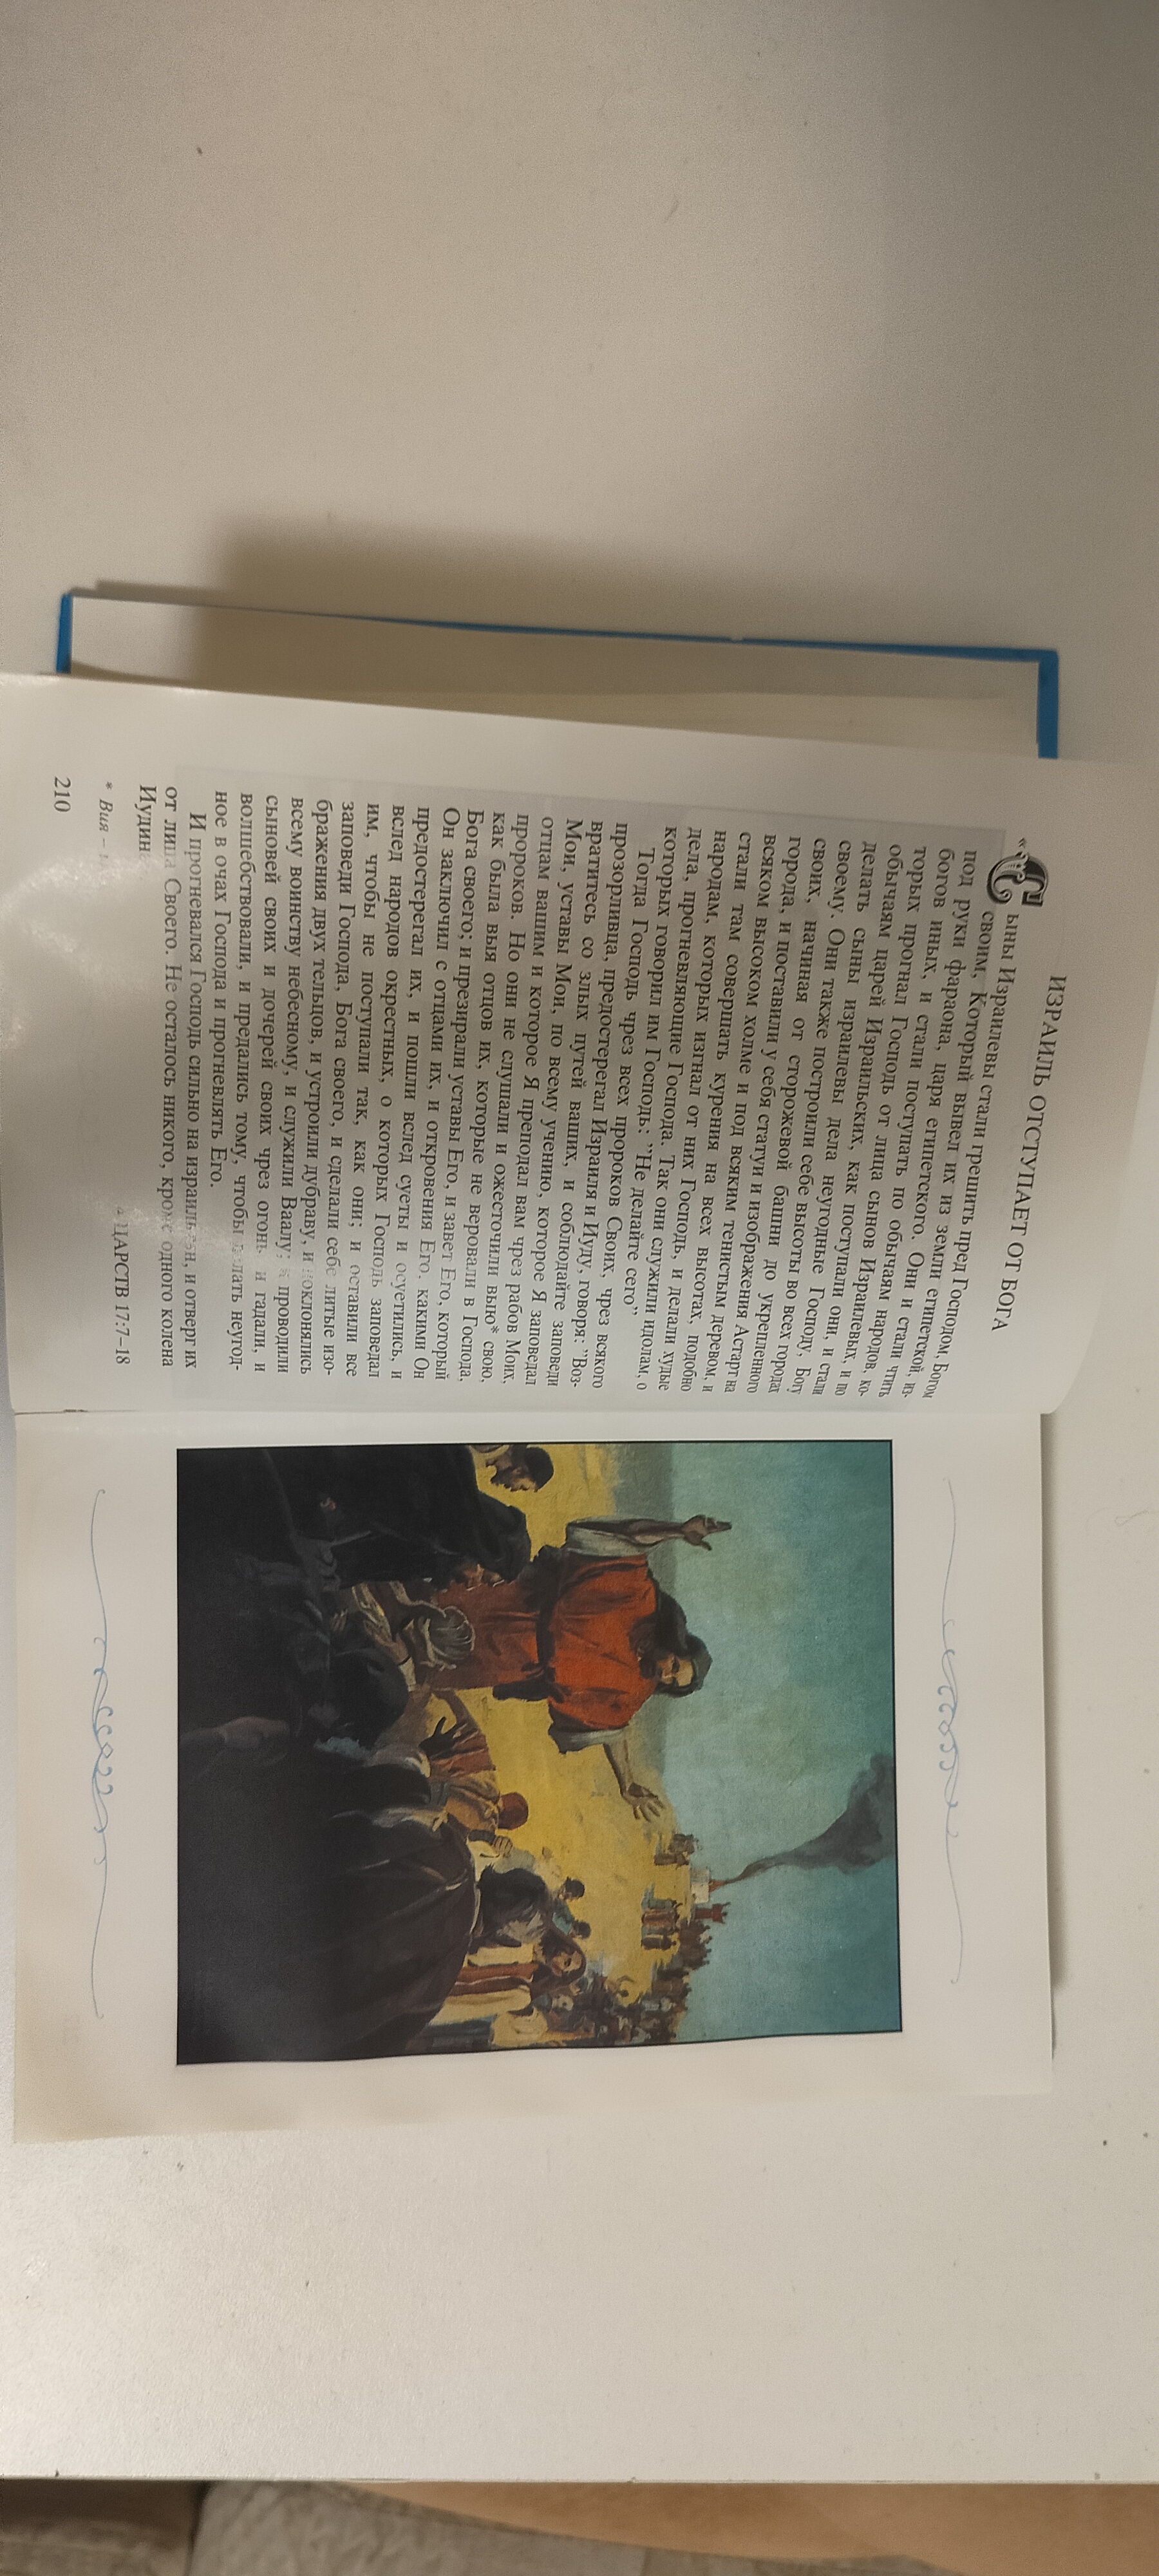 ИЗРАИЛЬ ОТСТУПАЕТ ОТ БОГА
«Сыны Израилевы стали грешить пред Господом, Богом
своим, Который вывел их из земли египетской, из-
под руки фараона, царя египетского. Они и стали чтить
богов иных, и стали поступать по обычаям народов, ко-
торых прогнал Господь от лица сынов Израилевых, и по
обычаям царей Израильских, как поступали они, и стали
делать сыны израилевы дела неугодные Господу, Богу
своему. Они также построили себе высоты во всех городах
своих, начиная от сторожевой башни до укрепленного
города, и поставили у себя статуи и изображения Астарт на
всяком высоком холме и под всяким тенистым деревом, и
стали там совершать курения на всех высотах, подобно
народам, которых изгнал от них Господь, и делали худые
дела, прогневляющие Господа. Так они служили идолам, о
которых говорил им Господь: "Не делайте сего"
Тогда Господь чрез всех пророков Своих, чрез всякого
прозорливца, предостерегал Израиля и Иуду, говоря: "Воз-
вратитесь со злых путей ваших, и соблюдайте заповеди
Мои, уставы Мои, по всему учению, которое Я заповедал
отцам вашим и которое Я преподал вам чрез рабов Моих,
пророков. Но они не слушали и ожесточили выю* свою,
как была выя отцов их, которые не веровали в Господа,
Бога своего; и презирали уставы Его, и завет Его, который
Он заключил с отцами их, и откровения Его, какими Он
предостерегал их, и пошли вслед суеты и осуетились, и
вслед народов окрестных, о которых Господь заповедал
им, чтобы не поступали так, как они; и оставили все
заповеди Господа, Бога своего, и сделали себе литые изо-
бражения двух тельцов, и устроили дубраву, и поклонялись
всему воинству небесному, и служили Ваалу; и проводили
сыновей своих и дочерей своих чрез огонь, и гадали, и
волшебствовали, и предались тому, чтобы делать неугод-
ное в очах Господа и прогневлять Его.
И прогневался Господь сильно на израильтян, и отверг их
от лица Своего. Не осталось никого, кроме одного колена
Иудина
4 ЦАРСТВ 17:7–18
* Выя –
210